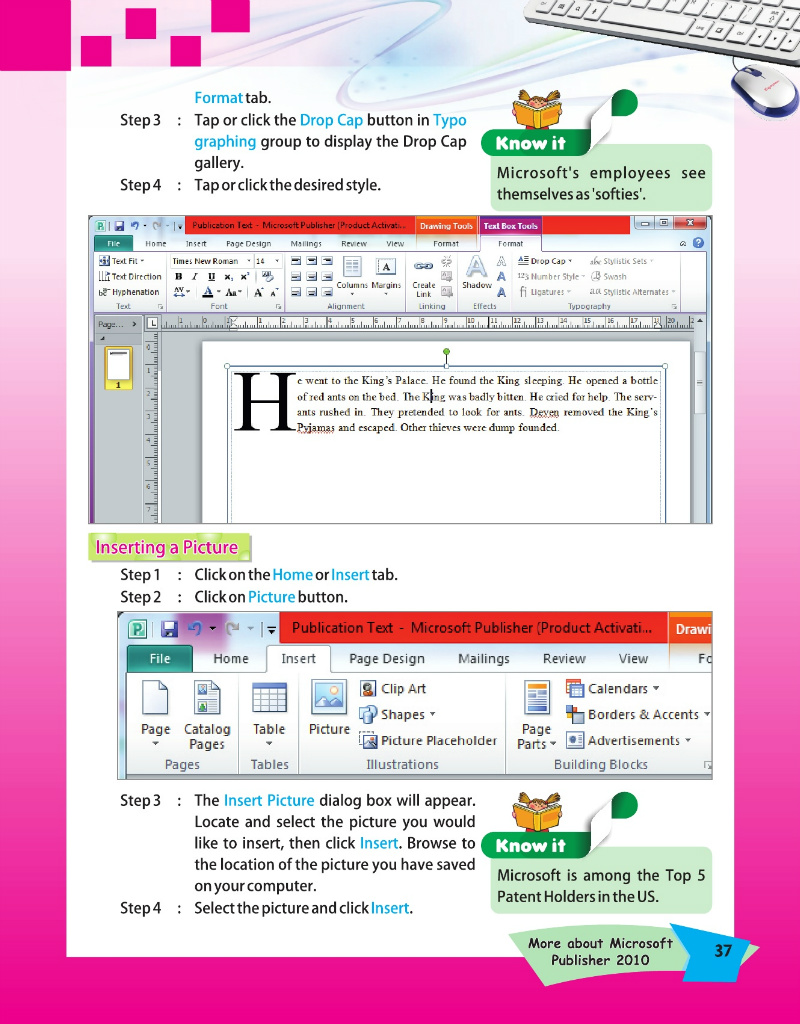 Format tab.
Step 3 : Tap or click the Drop Cap button in Typo
graphing group to display the Drop Cap
gallery.
Step 4 : Tap or click the desired style.
Know it
Microsoft's employees see
themselves as 'softies'.
Publication Text - Microsoft Publisher (Product Activati...
Drawing Tools
Text Box Tools
File Home Insert Page Design Mailings Review View Format Format
Text Fit
Text Direction
Hyphenation
Text
Times New Roman 14
B I U x₂ x²
AV A Aa A A
Font
Columns Margins
Alignment
A
Create
Link
Linking
Shadow
Effects
Drop Cap
Number Style
Ligatures
Stylistic Sets
Swash
Stylistic Alternates
Typography
Page...
1
He went to the King's Palace. He found the King sleeping. He opened a bottle
of red ants on the bed. The King was badly bitten. He cried for help. The serv-
ants rushed in. They pretended to look for ants. Deven removed the King's
Pyjamas and escaped. Other thieves were dump founded.
Inserting a Picture
Step 1 : Click on the Home or Insert tab.
Step 2 : Click on Picture button.
Publication Text - Microsoft Publisher (Product Activati...
Drawi
File Home Insert Page Design Mailings Review View Fo
Page
Catalog
Pages
Pages
Table
Tables
Picture
Clip Art
Shapes
Picture Placeholder
Illustrations
Page
Parts
Calendars
Borders & Accents
Advertisements
Building Blocks
Step 3 : The Insert Picture dialog box will appear.
Locate and select the picture you would
like to insert, then click Insert. Browse to
the location of the picture you have saved
on your computer.
Step 4 : Select the picture and click Insert.
Know it
Microsoft is among the Top 5
Patent Holders in the US.
More about Microsoft
Publisher 2010
37